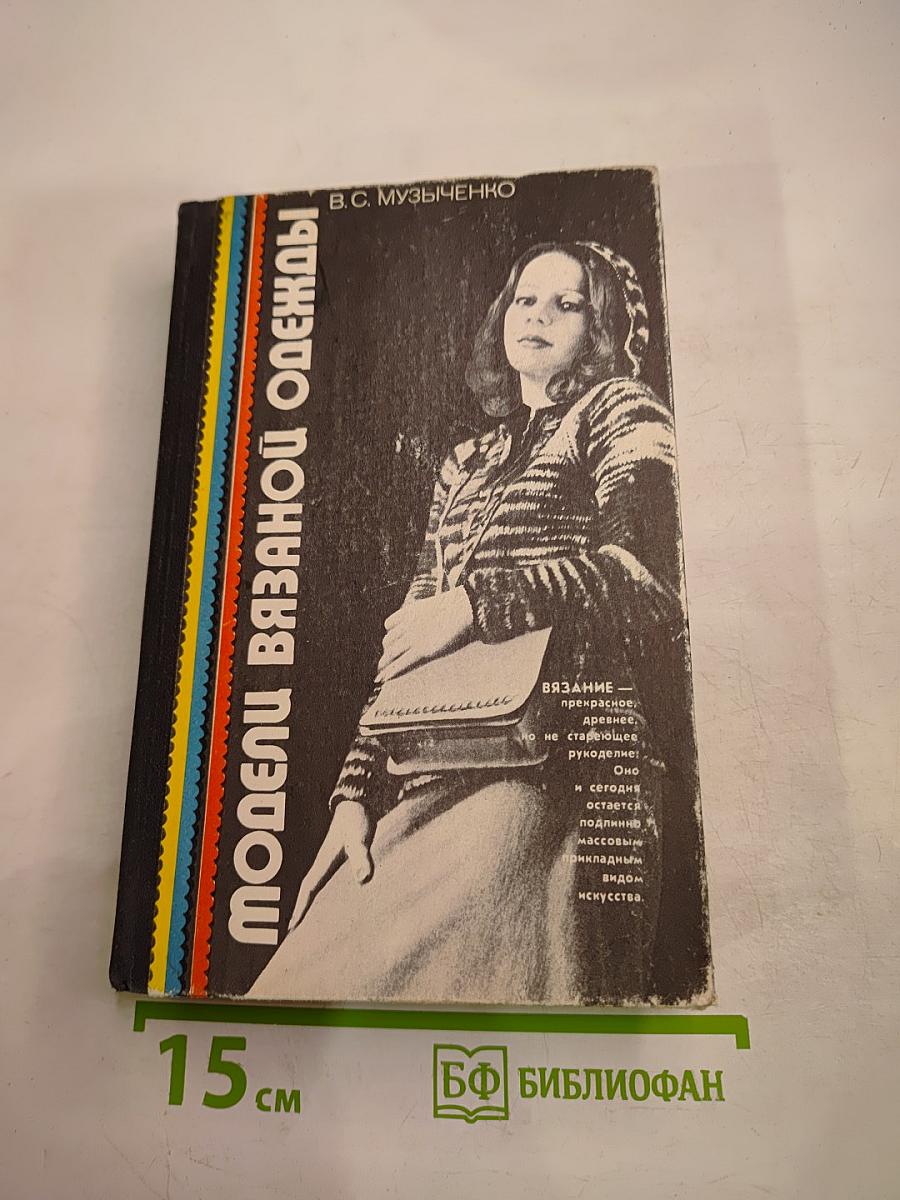 В.С. МУЗЫЧЕНКО
МОДЕЛИ ВЯЗАНОЙ ОДЕЖДЫ
ВЯЗАНИЕ —
прекрасное,
древнее,
но не стареющее
рукоделие.
Оно
и сегодня
остается
подлинно
массовым
прикладным
видом
искусства.
15 см
БФ БИБЛИОФАН